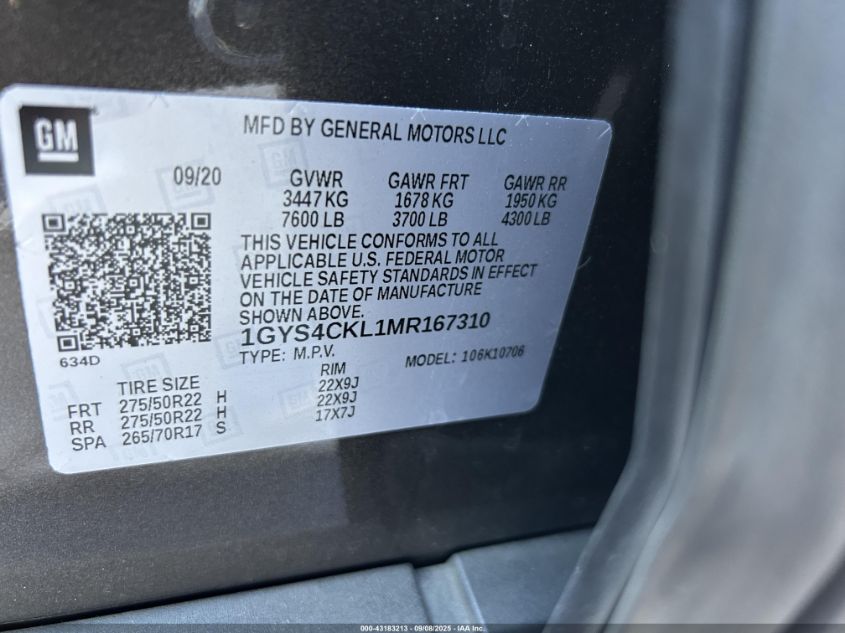 GM
MFD BY GENERAL MOTORS LLC
09/20 GVWR GAWR FRT GAWR RR
3447 KG 1678 KG 1950 KG
7600 LB 3700 LB 4300 LB
THIS VEHICLE CONFORMS TO ALL
APPLICABLE U.S. FEDERAL MOTOR
VEHICLE SAFETY STANDARDS IN EFFECT
ON THE DATE OF MANUFACTURE
SHOWN ABOVE.
1GYS4CKL1MR167310
634D
TYPE: M.P.V. MODEL: 106K10706
TIRE SIZE RIM
FRT 275/50R22 H 22X9J
RR 275/50R22 H 22X9J
SPA 265/70R17 S 17X7J
000-43183213 - 09/08/2025 - IAA Inc.